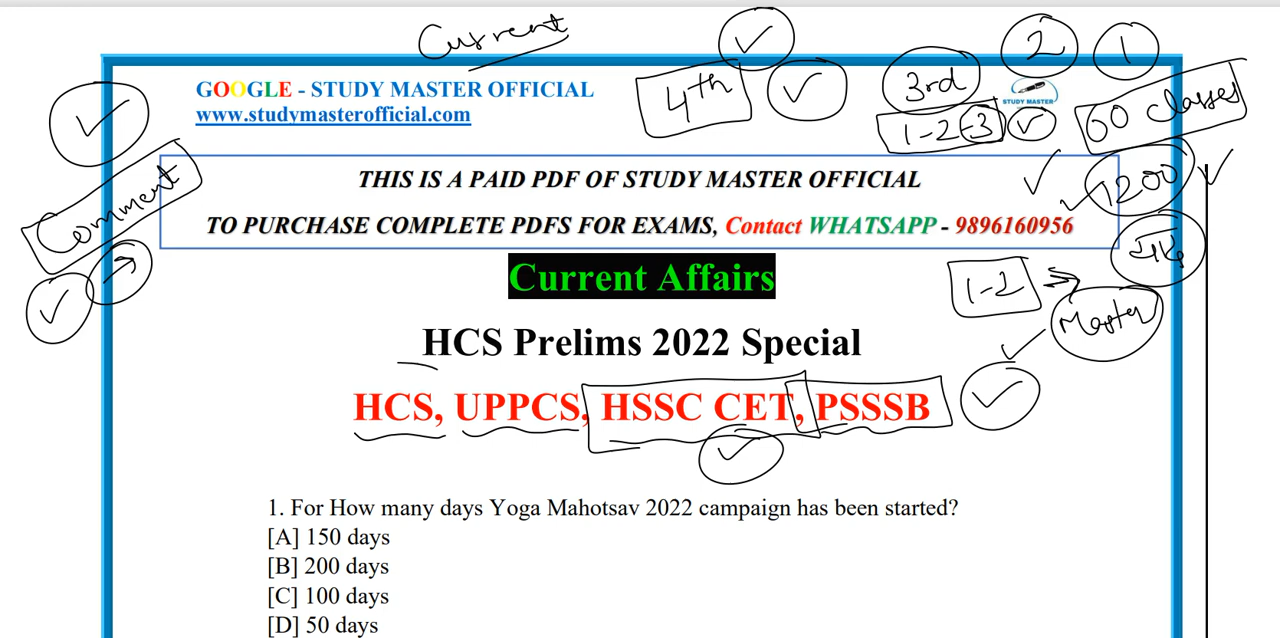 Current
2
1
4th
3rd
STUDY MASTER
1-2-3
60 Classes
GOOGLE - STUDY MASTER OFFICIAL
www.studymasterofficial.com
Comment
1200
THIS IS A PAID PDF OF STUDY MASTER OFFICIAL
TO PURCHASE COMPLETE PDFS FOR EXAMS, Contact WHATSAPP - 9896160956
1-2
Master
Current Affairs
HCS Prelims 2022 Special
HCS, UPPCS, HSSC CET, PSSSB
1. For How many days Yoga Mahotsav 2022 campaign has been started?
[A] 150 days
[B] 200 days
[C] 100 days
[D] 50 days